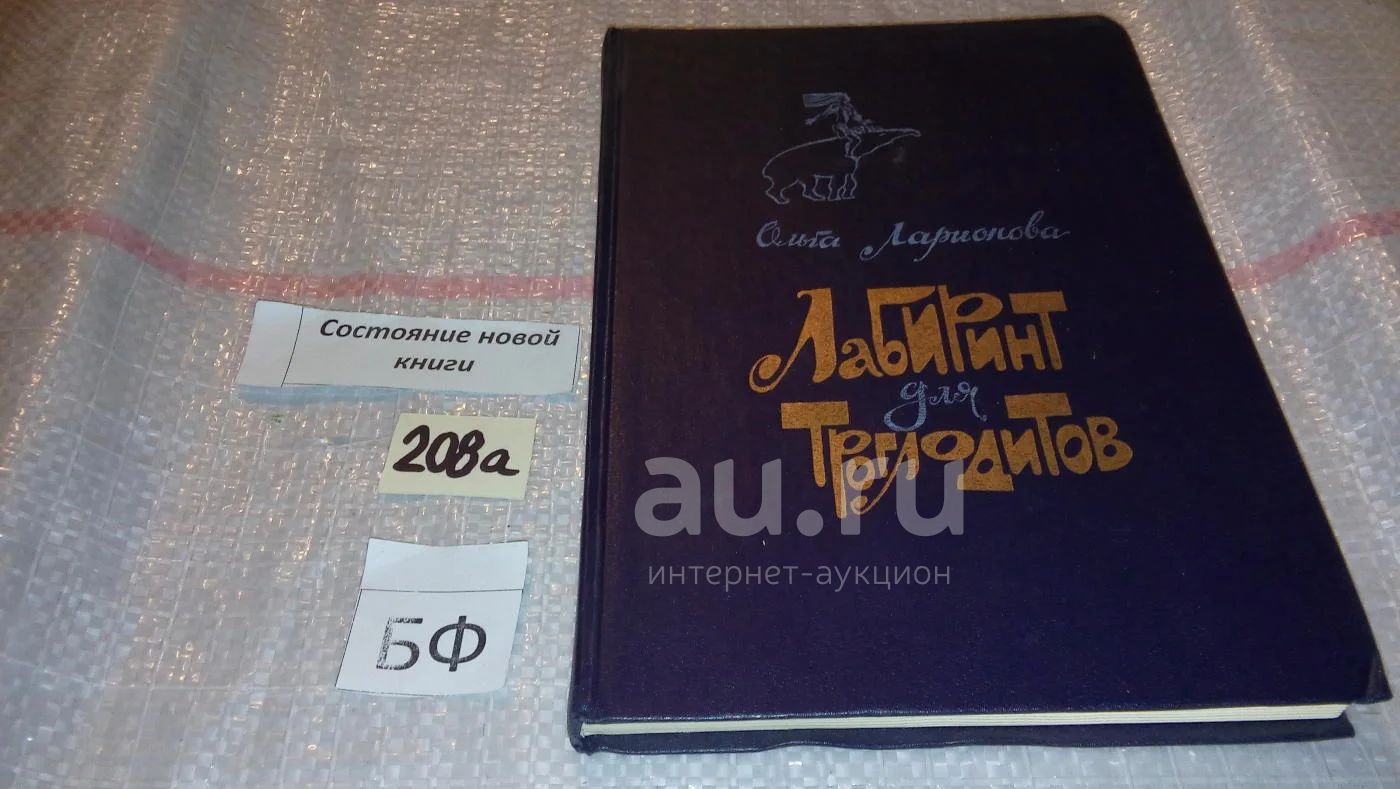 Состояние новой
книги
208а
БФ
Ольга Ларионова
Лабиринт
для
Троглодитов
au.ru
интернет-аукцион